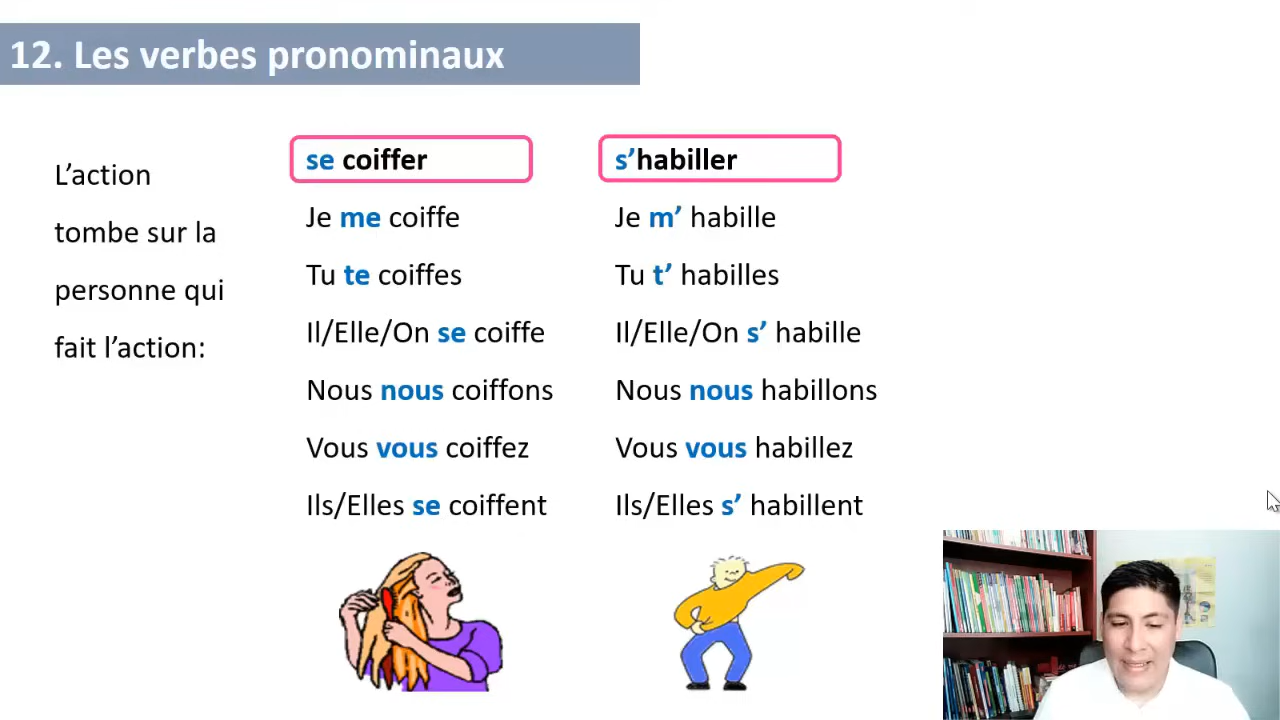 12. Les verbes pronominaux
L’action
tombe sur la
personne qui
fait l’action:
se coiffer
Je me coiffe
Tu te coiffes
Il/Elle/On se coiffe
Nous nous coiffons
Vous vous coiffez
Ils/Elles se coiffent
s’habiller
Je m’ habille
Tu t’ habilles
Il/Elle/On s’ habille
Nous nous habillons
Vous vous habillez
Ils/Elles s’ habillent